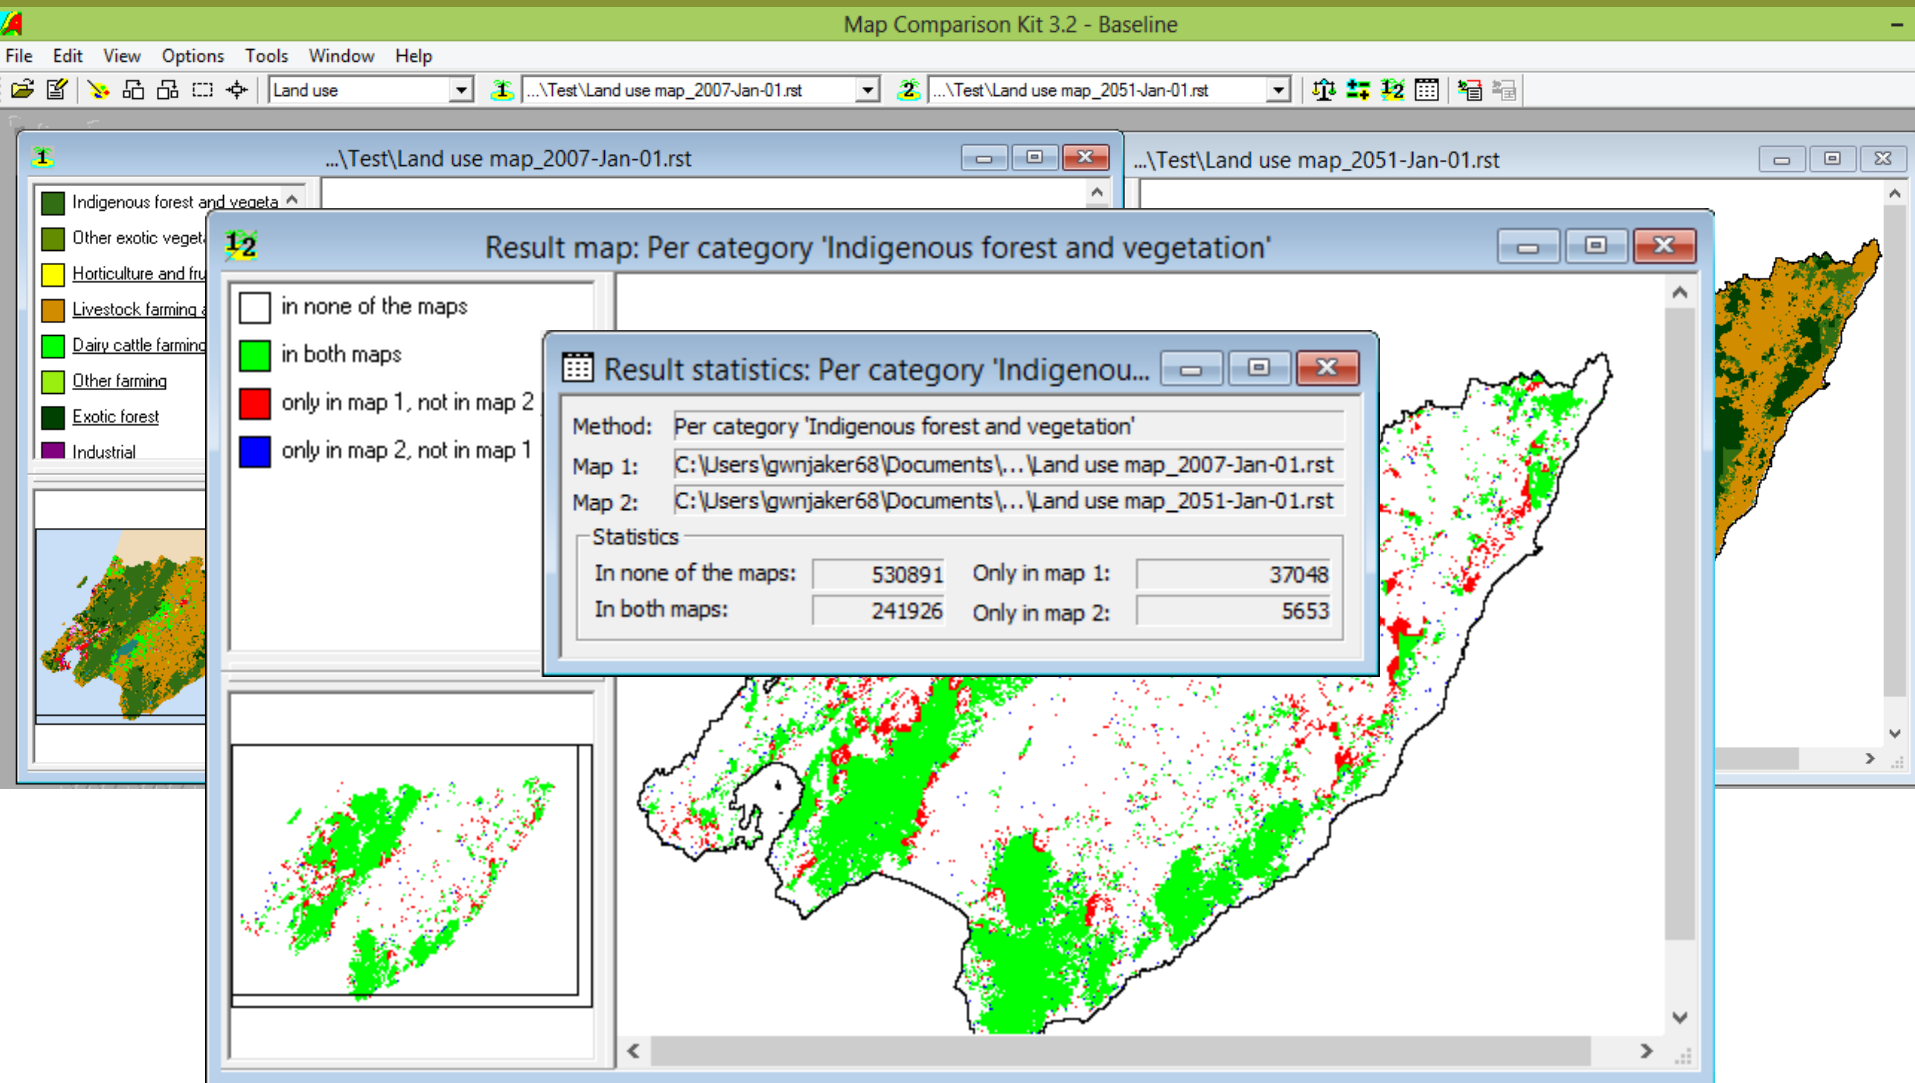 Map Comparison Kit 3.2 - Baseline
File Edit View Options Tools Window Help
Land use
1
...\Test\Land use map_2007-Jan-01.rst
2
...\Test\Land use map_2051-Jan-01.rst
12
1
...\Test\Land use map_2007-Jan-01.rst
...\Test\Land use map_2051-Jan-01.rst
Indigenous forest and vegeta
Other exotic veget
Horticulture and fru
Livestock farming a
Dairy cattle farming
Other farming
Exotic forest
Industrial
12
Result map: Per category 'Indigenous forest and vegetation'
in none of the maps
in both maps
only in map 1, not in map 2
only in map 2, not in map 1
Result statistics: Per category 'Indigenou...
Method: Per category 'Indigenous forest and vegetation'
Map 1: C:\Users\gwnjaker68\Documents\...\Land use map_2007-Jan-01.rst
Map 2: C:\Users\gwnjaker68\Documents\...\Land use map_2051-Jan-01.rst
Statistics
In none of the maps: 530891 Only in map 1: 37048
In both maps: 241926 Only in map 2: 5653